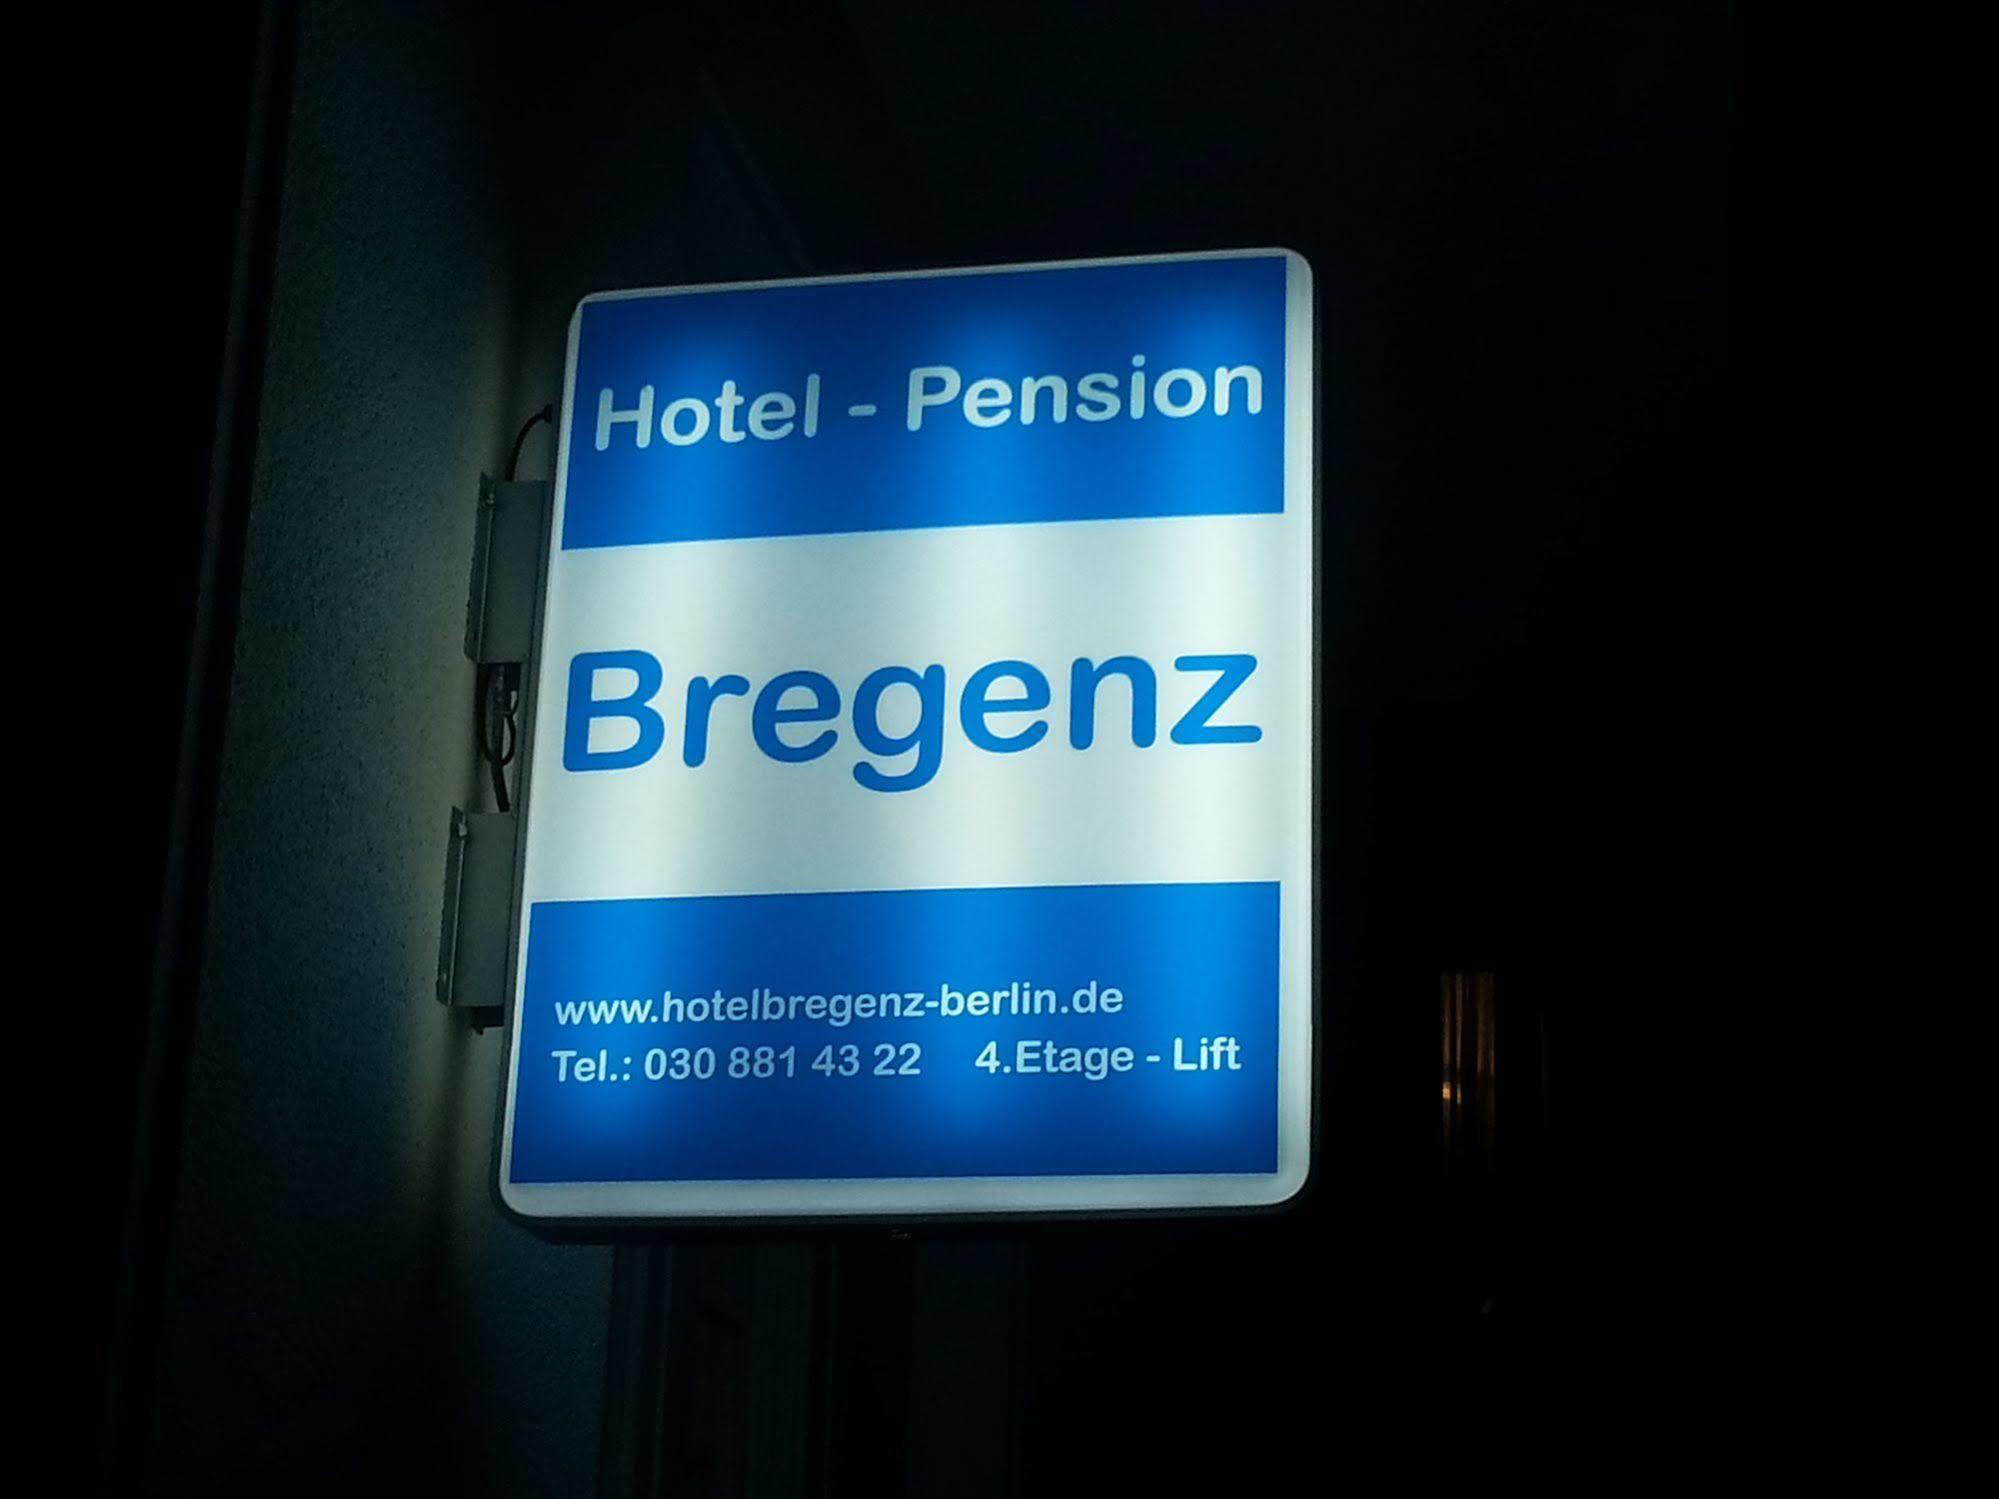 Hotel - Pension
Bregenz
www.hotelbregenz-berlin.de
Tel.: 030 881 43 22 4.Etage - Lift